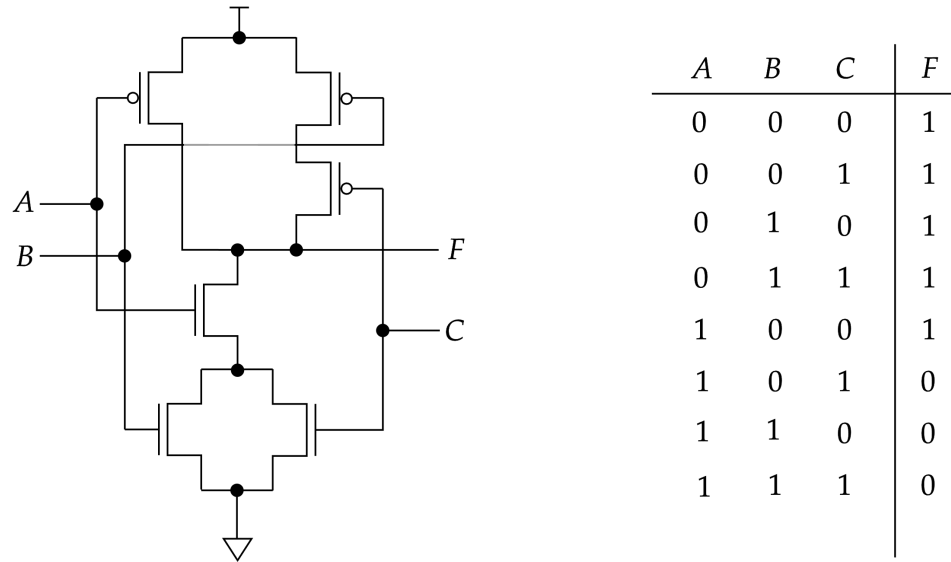 A
B
F
C
A B C F
0 0 0 1
0 0 1 1
0 1 0 1
0 1 1 1
1 0 0 1
1 0 1 0
1 1 0 0
1 1 1 0